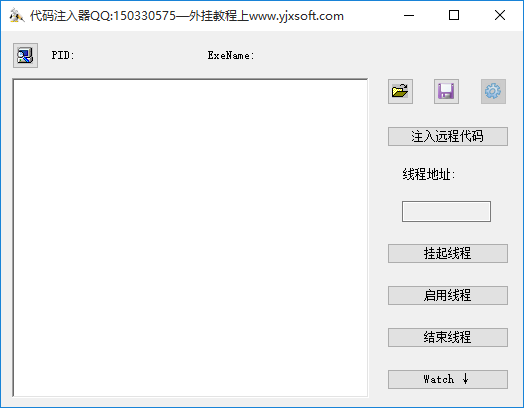 代码注入器QQ:150330575—外挂教程上www.yjxsoft.com
PID: ExeName:
注入远程代码
线程地址:
挂起线程
启用线程
结束线程
Watch ↓